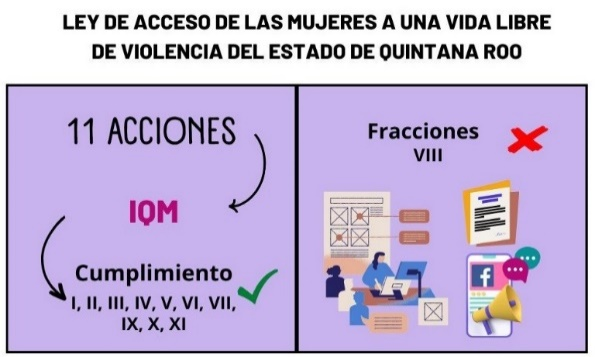 LEY DE ACCESO DE LAS MUJERES A UNA VIDA LIBRE
DE VIOLENCIA DEL ESTADO DE QUINTANA ROO
11 ACCIONES
IQM
Cumplimiento
I, II, III, IV, V, VI, VII,
IX, X, XI
Fracciones
VIII
f